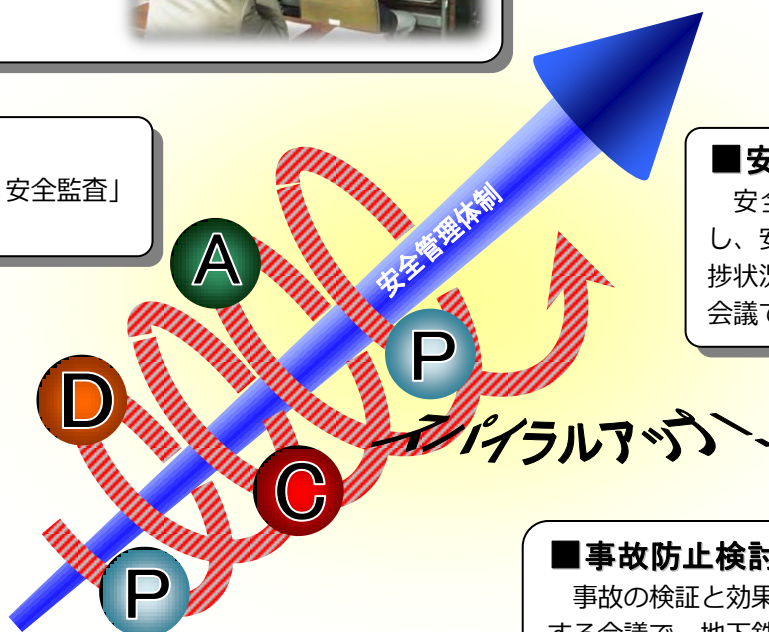 安全監査」
■安
安全
し、安
捗状況
会議で
安全管理体制
A
P
D
C
P
スパイラルアップ
■事故防止検討
事故の検証と効果
する会議で、地下鉄